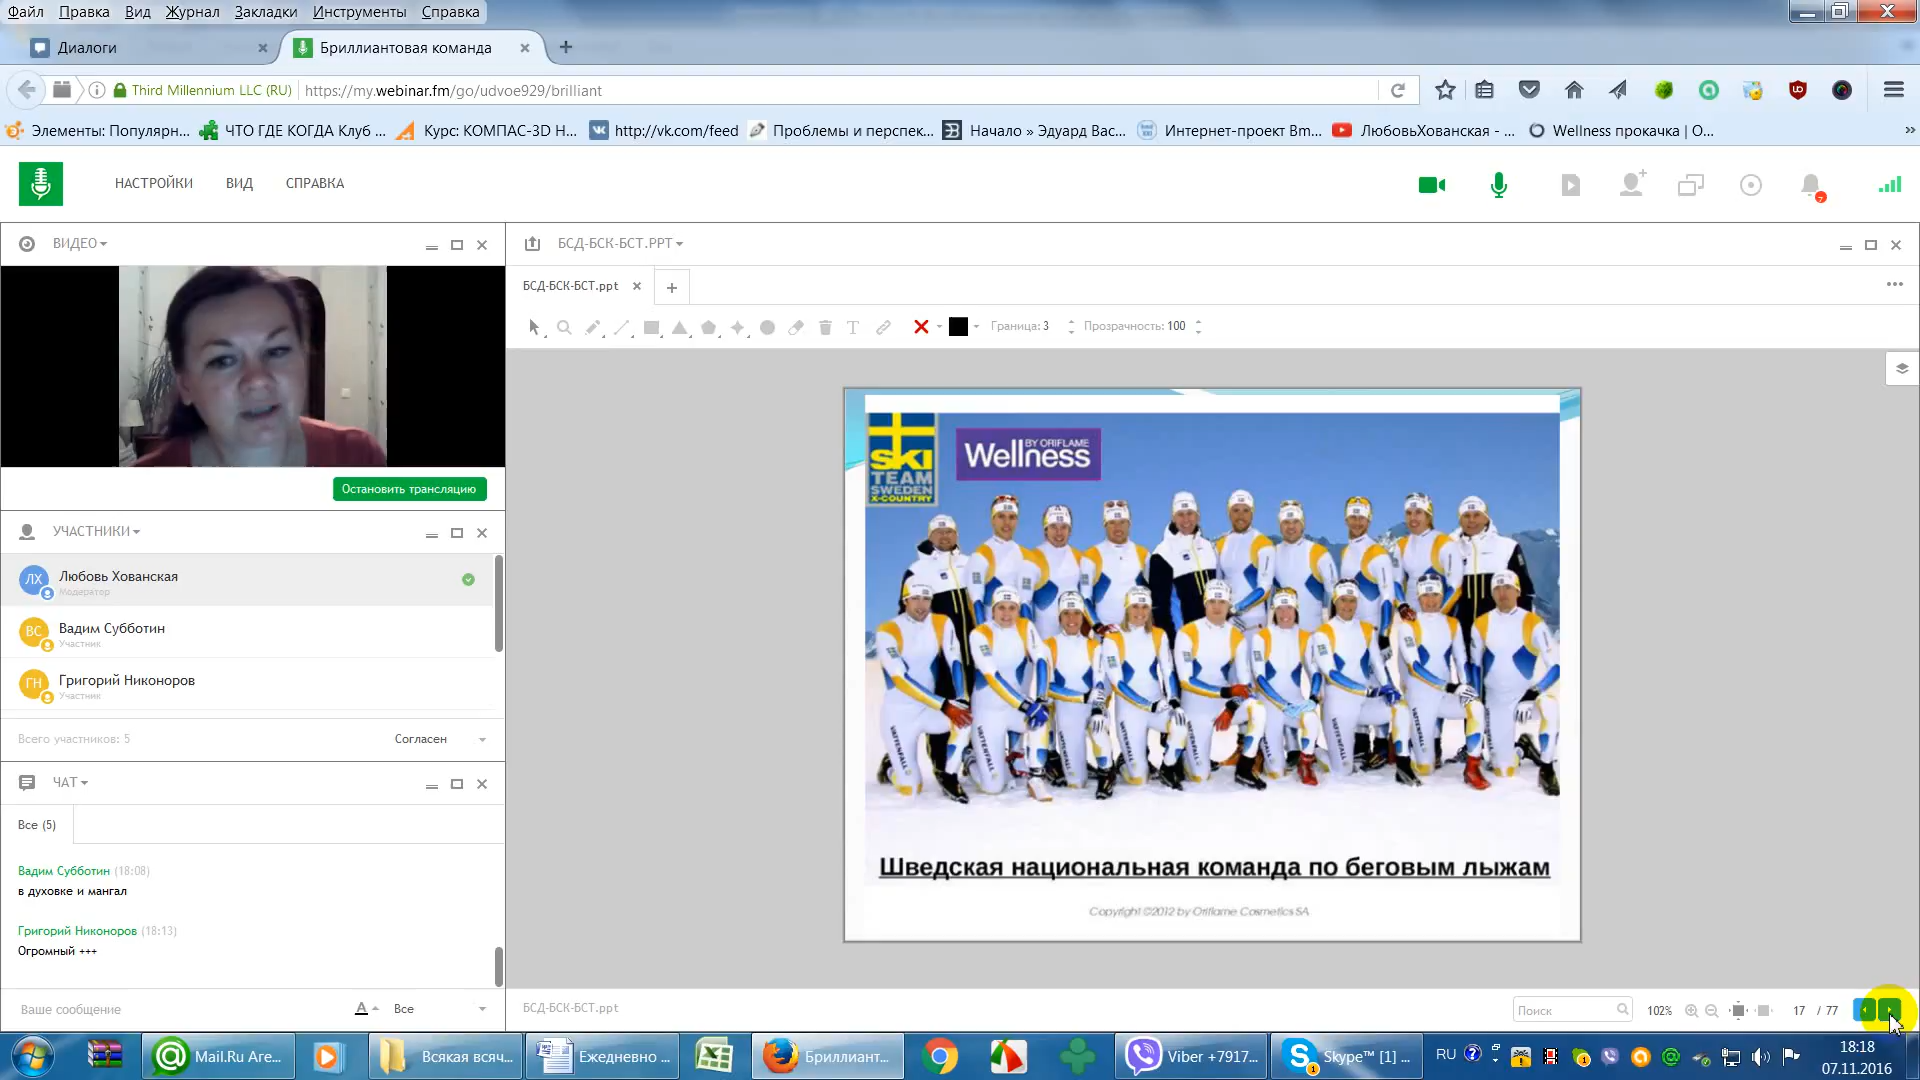 Файл Правка Вид Журнал Закладки Инструменты Справка
Диалоги
Бриллиантовая команда
Third Millennium LLC (RU)
https://my.webinar.fm/go/udvoe929/brilliant
Элементы: Популярн...
ЧТО ГДЕ КОГДА Клуб ...
Курс: КОМПАС-3D Н...
http://vk.com/feed
Проблемы и перспек...
Начало » Эдуард Вас...
Интернет-проект Bm...
ЛюбовьХованская - ...
Wellness прокачка | О...
НАСТРОЙКИ ВИД СПРАВКА
ВИДЕО
БСД-БСК-БСТ.PPT
БСД-БСК-БСТ.ppt
Граница: 3
Прозрачность: 100
Остановить трансляцию
УЧАСТНИКИ
ЛХ
Любовь Хованская
Модератор
ВС
Вадим Субботин
Участник
ГН
Григорий Никоноров
Участник
Всего участников: 5
Согласен
ЧАТ
Все (5)
Вадим Субботин (18:08)
в духовке и мангал
Григорий Никоноров (18:13)
Огромный +++
Ваше сообщение
А
Все
SKI
TEAM
SWEDEN
X-COUNTRY
Wellness
BY ORIFLAME
Шведская национальная команда по беговым лыжам
Copyright ©2012 by Oriflame Cosmetics SA
БСД-БСК-БСТ.ppt
Поиск
102%
17 / 77
Mail.Ru Аге...
Всякая всяч...
Ежедневно ...
Бриллиант...
Viber +7917...
Skype™ [1] ...
RU
18:18
07.11.2016